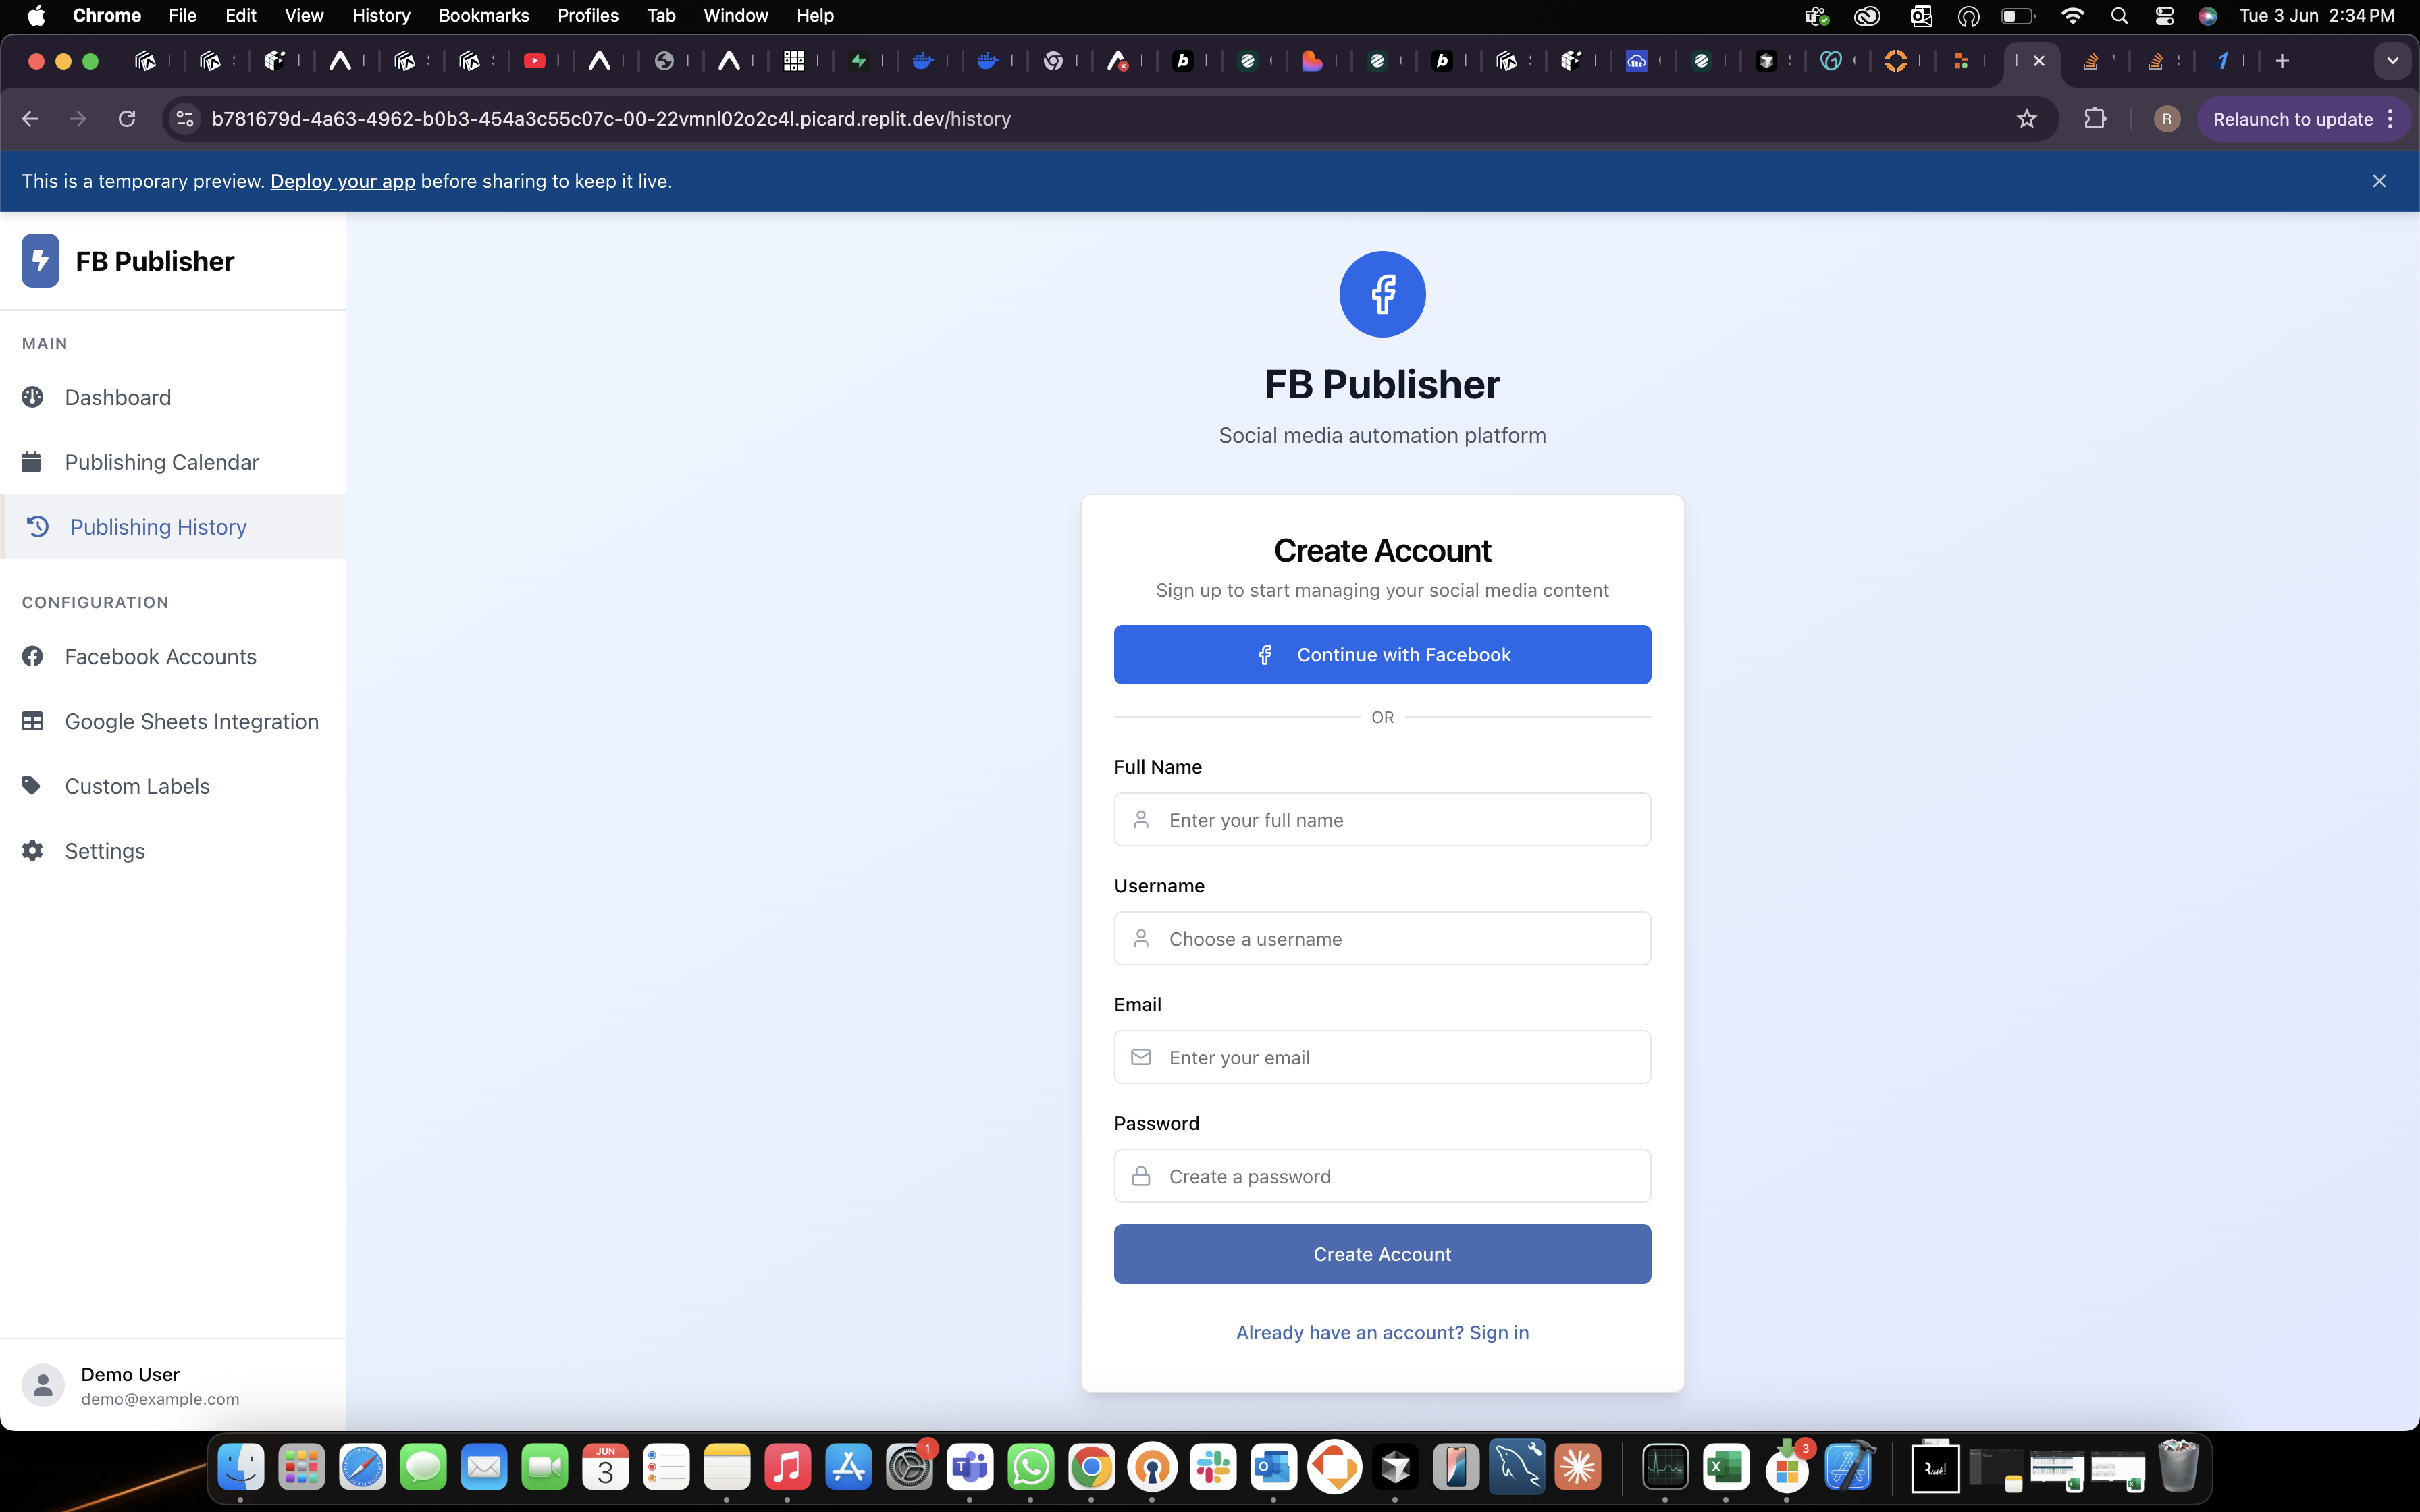 Chrome File Edit View History Bookmarks Profiles Tab Window Help
Tue 3 Jun 2:34 PM
b781679d-4a63-4962-b0b3-454a3c55c07c-00-22vmnl02o2c4l.picard.replit.dev/history
R
Relaunch to update
This is a temporary preview. Deploy your app before sharing to keep it live.
FB Publisher
MAIN
Dashboard
Publishing Calendar
Publishing History
CONFIGURATION
Facebook Accounts
Google Sheets Integration
Custom Labels
Settings
Demo User
demo@example.com
FB Publisher
Social media automation platform
Create Account
Sign up to start managing your social media content
Continue with Facebook
OR
Full Name
Enter your full name
Username
Choose a username
Email
Enter your email
Password
Create a password
Create Account
Already have an account? Sign in
JUN
3
1
3